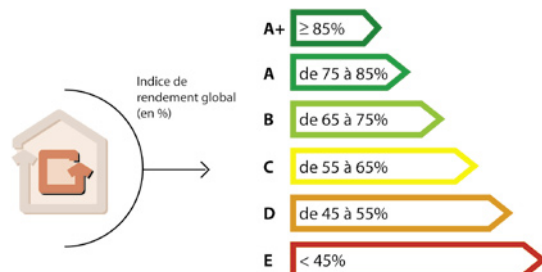 Indice de
rendement global
(en %)
A+ ≥ 85%
A de 75 à 85%
B de 65 à 75%
C de 55 à 65%
D de 45 à 55%
E < 45%